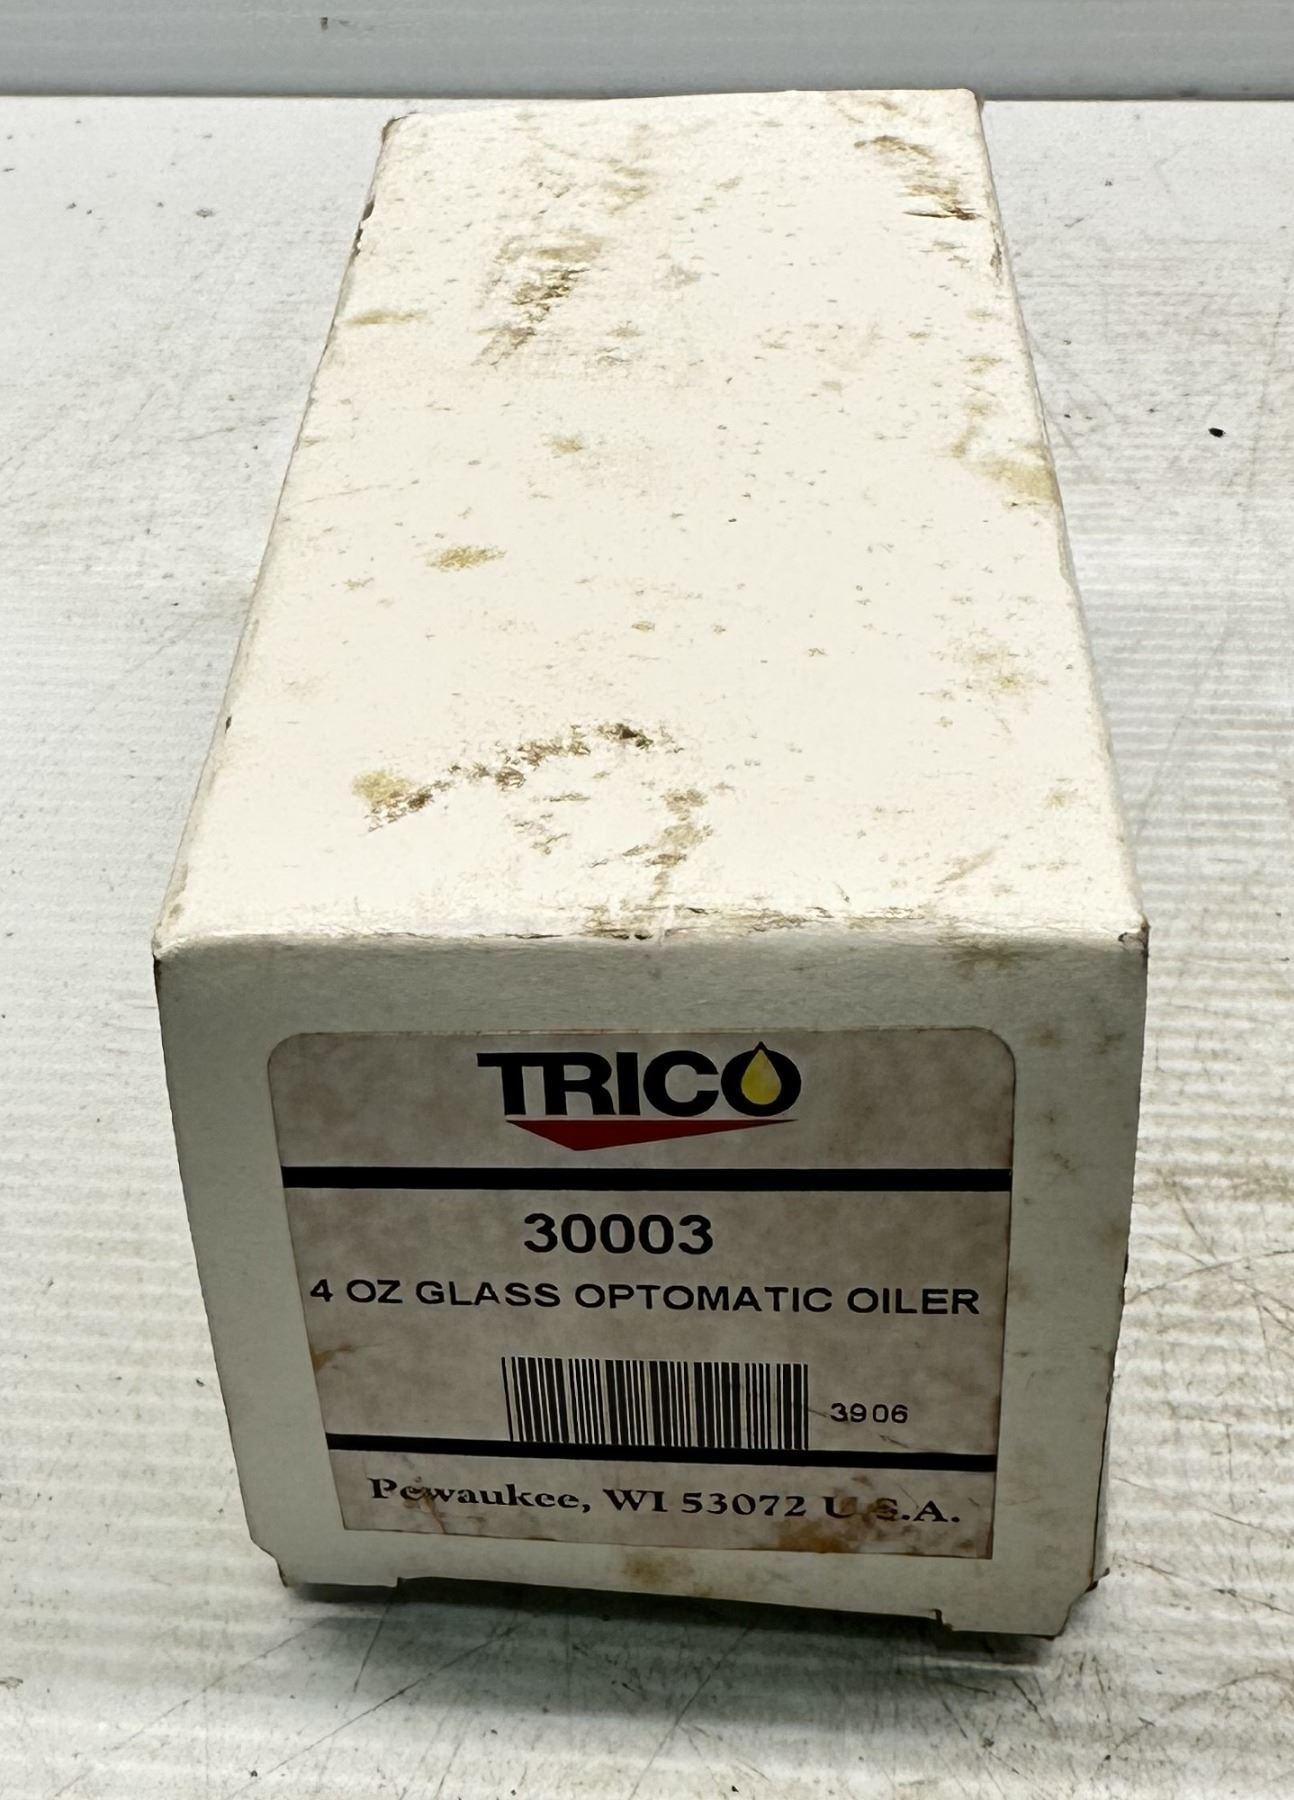 TRICO
30003
4 OZ GLASS OPTOMATIC OILER
3906
Pewaukee, WI 53072 U.S.A.